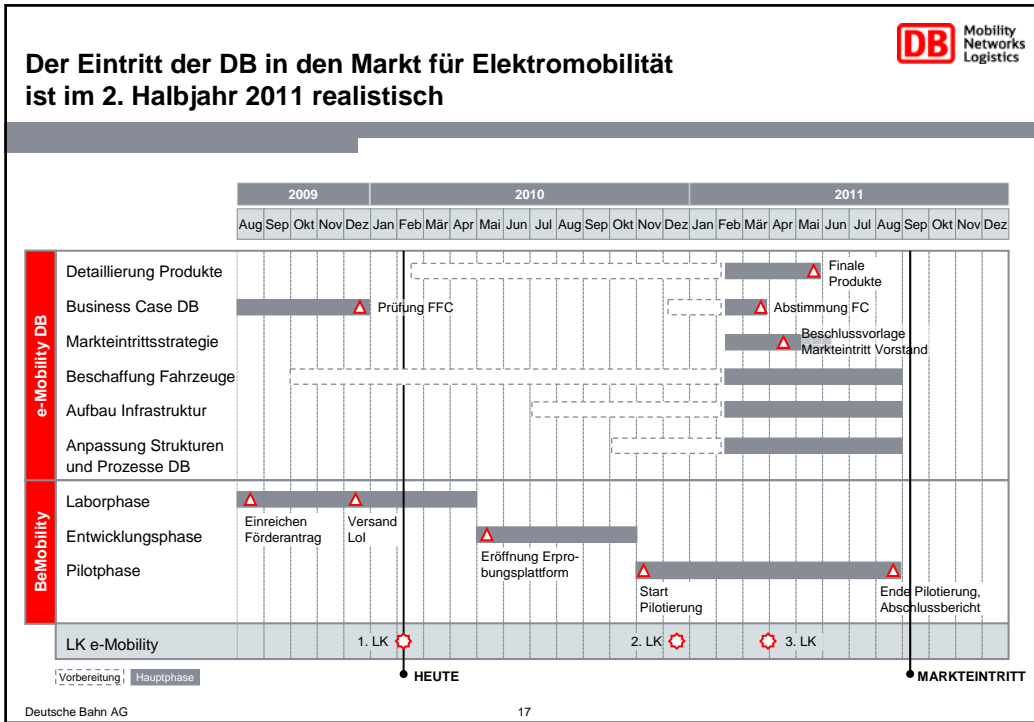 Der Eintritt der DB in den Markt für Elektromobilität
ist im 2. Halbjahr 2011 realistisch
DB
Mobility
Networks
Logistics
2009 2010 2011
Aug Sep Okt Nov Dez Jan Feb Mär Apr Mai Jun Jul Aug Sep Okt Nov Dez Jan Feb Mär Apr Mai Jun Jul Aug Sep Okt Nov Dez
e-Mobility DB
Detaillierung Produkte
Finale
Produkte
Business Case DB
Prüfung FFC
Abstimmung FC
Markteintrittsstrategie
Beschlussvorlage
Markteintritt Vorstand
Beschaffung Fahrzeuge
Aufbau Infrastruktur
Anpassung Strukturen
und Prozesse DB
BeMobility
Laborphase
Einreichen
Förderantrag
Versand
LoI
Entwicklungsphase
Eröffnung Erpro-
bungsplattform
Pilotphase
Start
Pilotierung
Ende Pilotierung,
Abschlussbericht
LK e-Mobility
1. LK
2. LK
3. LK
Vorbereitung
Hauptphase
HEUTE
MARKTEINTRITT
Deutsche Bahn AG
17